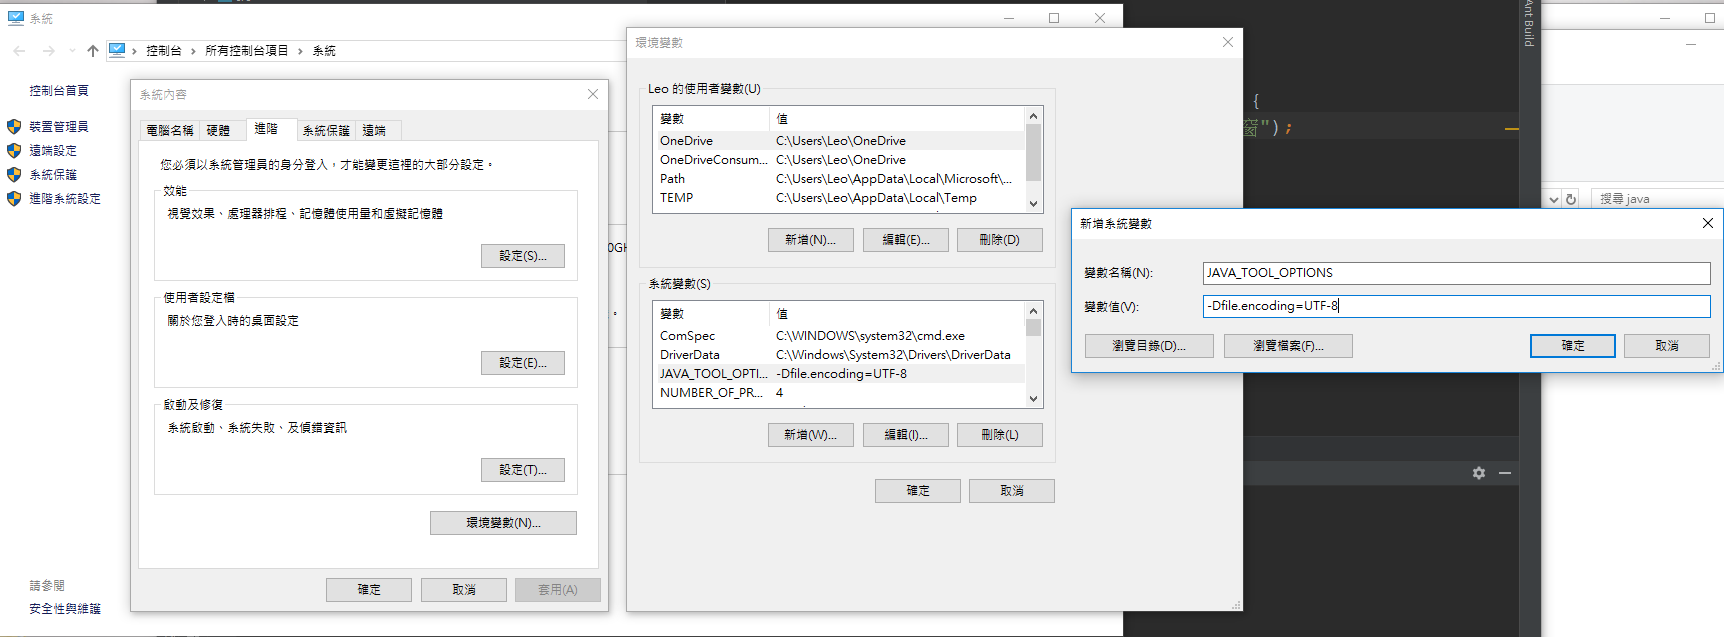 系統
控制台 › 所有控制台項目 › 系統
控制台首頁
裝置管理員
遠端設定
系統保護
進階系統設定
請參閱
安全性與維護
系統內容
電腦名稱 硬體 進階 系統保護 遠端
您必須以系統管理員的身分登入，才能變更這裡的大部分設定。
效能
視覺效果、處理器排程、記憶體使用量和虛擬記憶體
設定(S)...
使用者設定檔
關於您登入時的桌面設定
設定(E)...
啟動及修復
系統啟動、系統失敗、及偵錯資訊
設定(T)...
環境變數(N)...
確定 取消 套用(A)
環境變數
Leo 的使用者變數(U)
變數 值
OneDrive C:\Users\Leo\OneDrive
OneDriveConsum... C:\Users\Leo\OneDrive
Path C:\Users\Leo\AppData\Local\Microsoft\...
TEMP C:\Users\Leo\AppData\Local\Temp
新增(N)... 編輯(E)... 刪除(D)
系統變數(S)
變數 值
ComSpec C:\WINDOWS\system32\cmd.exe
DriverData C:\Windows\System32\Drivers\DriverData
JAVA_TOOL_OPTI... -Dfile.encoding=UTF-8
NUMBER_OF_PR... 4
新增(W)... 編輯(I)... 刪除(L)
確定 取消
{
窗");
Ant Build
搜尋 java
新增系統變數
變數名稱(N): JAVA_TOOL_OPTIONS
變數值(V): -Dfile.encoding=UTF-8
瀏覽目錄(D)... 瀏覽檔案(F)... 確定 取消